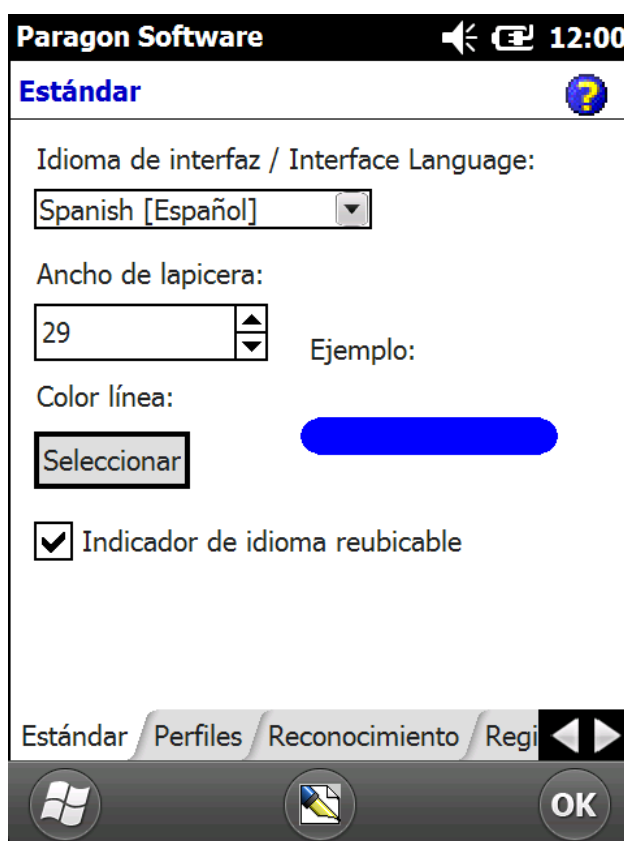 Paragon Software 12:00
Estándar
Idioma de interfaz / Interface Language:
Spanish [Español]
Ancho de lapicera:
29
Ejemplo:
Color línea:
Seleccionar
Indicador de idioma reubicable
Estándar Perfiles Reconocimiento Regi
OK